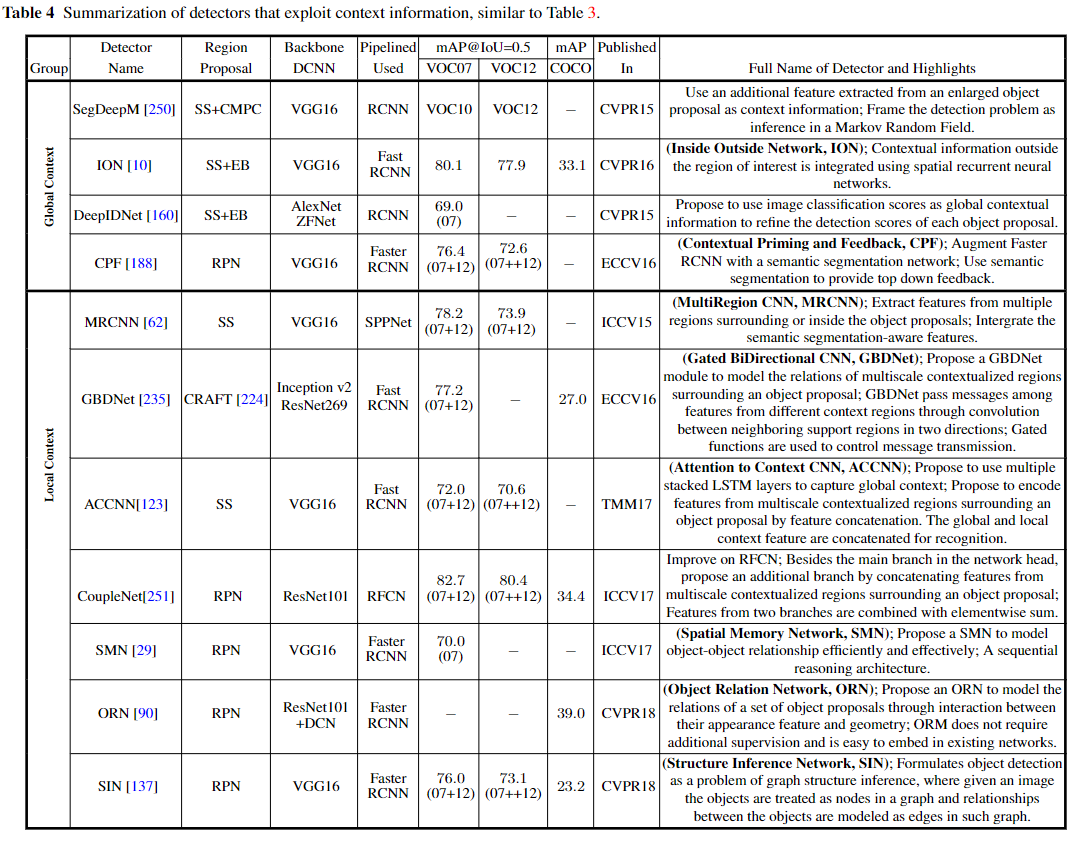 Table 4 Summarization of detectors that exploit context information, similar to Table 3.
Group
Detector
Name
Region
Proposal
Backbone
DCNN
Pipelined
Used
mAP@IoU=0.5
VOC07
VOC12
mAP
COCO
Published
In
Full Name of Detector and Highlights
Global Context
SegDeepM [250]
SS+CMPC
VGG16
RCNN
VOC10
VOC12
–
CVPR15
Use an additional feature extracted from an enlarged object
proposal as context information; Frame the detection problem as
inference in a Markov Random Field.
ION [10]
SS+EB
VGG16
Fast
RCNN
80.1
77.9
33.1
CVPR16
(Inside Outside Network, ION); Contextual information outside
the region of interest is integrated using spatial recurrent neural
networks.
DeepIDNet [160]
SS+EB
AlexNet
ZFNet
RCNN
69.0
(07)
–
–
CVPR15
Propose to use image classification scores as global contextual
information to refine the detection scores of each object proposal.
CPF [188]
RPN
VGG16
Faster
RCNN
76.4
(07+12)
72.6
(07++12)
–
ECCV16
(Contextual Priming and Feedback, CPF); Augment Faster
RCNN with a semantic segmentation network; Use semantic
segmentation to provide top down feedback.
Local Context
MRCNN [62]
SS
VGG16
SPPNet
78.2
(07+12)
73.9
(07+12)
–
ICCV15
(MultiRegion CNN, MRCNN); Extract features from multiple
regions surrounding or inside the object proposals; Intergrate the
semantic segmentation-aware features.
GBDNet [235]
CRAFT [224]
Inception v2
ResNet269
Fast
RCNN
77.2
(07+12)
–
27.0
ECCV16
(Gated BiDirectional CNN, GBDNet); Propose a GBDNet
module to model the relations of multiscale contextualized regions
surrounding an object proposal; GBDNet pass messages among
features from different context regions through convolution
between neighboring support regions in two directions; Gated
functions are used to control message transmission.
ACCNN[123]
SS
VGG16
Fast
RCNN
72.0
(07+12)
70.6
(07++12)
–
TMM17
(Attention to Context CNN, ACCNN); Propose to use multiple
stacked LSTM layers to capture global context; Propose to encode
features from multiscale contextualized regions surrounding an
object proposal by feature concatenation. The global and local
context feature are concatenated for recognition.
CoupleNet[251]
RPN
ResNet101
RFCN
82.7
(07+12)
80.4
(07++12)
34.4
ICCV17
Improve on RFCN; Besides the main branch in the network head,
propose an additional branch by concatenating features from
multiscale contextualized regions surrounding an object proposal;
Features from two branches are combined with elementwise sum.
SMN [29]
RPN
VGG16
Faster
RCNN
70.0
(07)
–
–
ICCV17
(Spatial Memory Network, SMN); Propose a SMN to model
object-object relationship efficiently and effectively; A sequential
reasoning architecture.
ORN [90]
RPN
ResNet101
+DCN
Faster
RCNN
–
–
39.0
CVPR18
(Object Relation Network, ORN); Propose an ORN to model the
relations of a set of object proposals through interaction between
their appearance feature and geometry; ORM does not require
additional supervision and is easy to embed in existing networks.
SIN [137]
RPN
VGG16
Faster
RCNN
76.0
(07+12)
73.1
(07++12)
23.2
CVPR18
(Structure Inference Network, SIN); Formulates object detection
as a problem of graph structure inference, where given an image
the objects are treated as nodes in a graph and relationships
between the objects are modeled as edges in such graph.